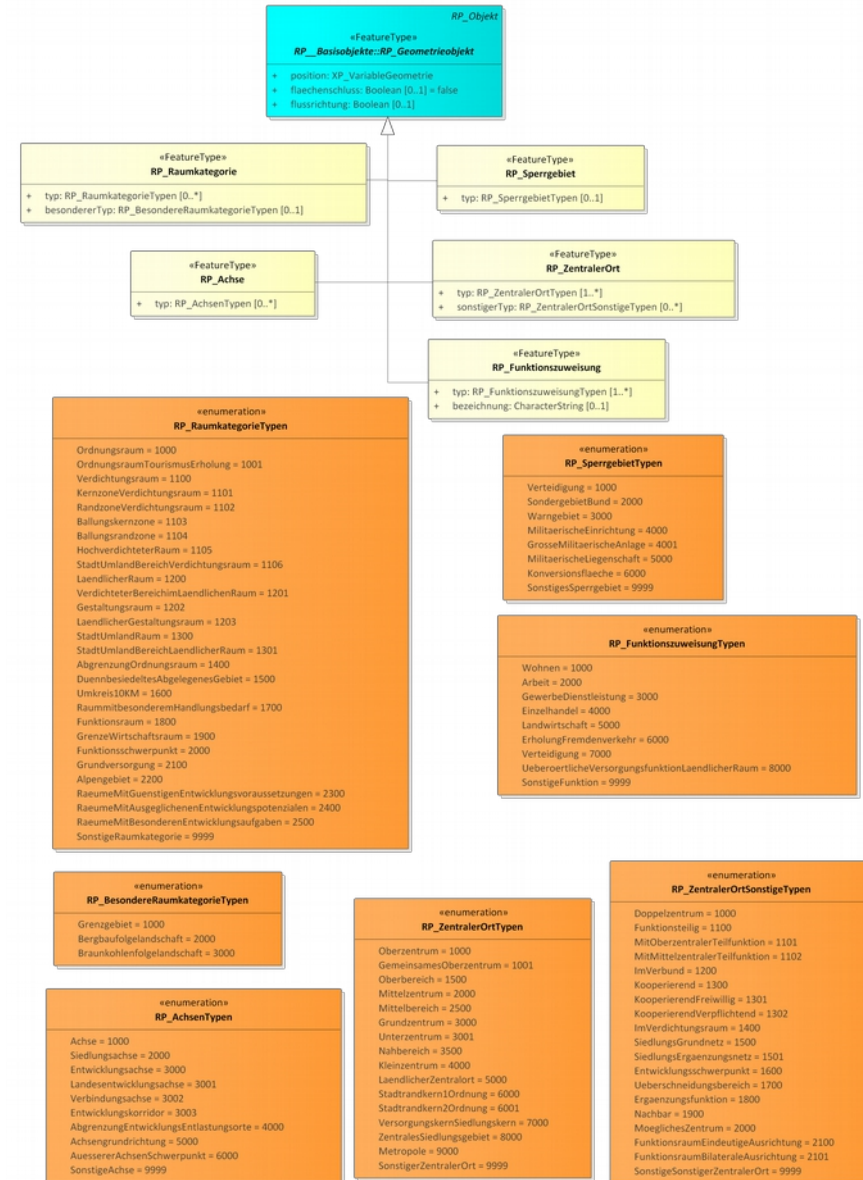 RP_Objekt
«FeatureType»
RP__Basisobjekte::RP_Geometrieobjekt
+ position: XP_VariableGeometrie
+ flaechenschluss: Boolean [0..1] = false
+ flussrichtung: Boolean [0..1]
«FeatureType»
RP_Raumkategorie
+ typ: RP_RaumkategorieTypen [0..*]
+ besondererTyp: RP_BesondereRaumkategorieTypen [0..1]
«FeatureType»
RP_Sperrgebiet
+ typ: RP_SperrgebietTypen [0..1]
«FeatureType»
RP_Achse
+ typ: RP_AchsenTypen [0..*]
«FeatureType»
RP_ZentralerOrt
+ typ: RP_ZentralerOrtTypen [1..*]
+ sonstigerTyp: RP_ZentralerOrtSonstigeTypen [0..*]
«FeatureType»
RP_Funktionszuweisung
+ typ: RP_FunktionszuweisungTypen [1..*]
+ bezeichnung: CharacterString [0..1]
«enumeration»
RP_RaumkategorieTypen
Ordnungsraum = 1000
OrdnungsraumTourismusErholung = 1001
Verdichtungsraum = 1100
KernzoneVerdichtungsraum = 1101
RandzoneVerdichtungsraum = 1102
Ballungskernzone = 1103
Ballungsrandzone = 1104
HochverdichteterRaum = 1105
StadtUmlandBereichVerdichtungsraum = 1106
LaendlicherRaum = 1200
VerdichteterBereichimLaendlichenRaum = 1201
Gestaltungsraum = 1202
LaendlicherGestaltungsraum = 1203
StadtUmlandRaum = 1300
StadtUmlandBereichLaendlicherRaum = 1301
AbgrenzungOrdnungsraum = 1400
DuennbesiedeltesAbgelegenesGebiet = 1500
Umkreis10KM = 1600
RaummitbesonderemHandlungsbedarf = 1700
Funktionsraum = 1800
GrenzeWirtschaftsraum = 1900
Funktionsschwerpunkt = 2000
Grundversorgung = 2100
Alpengebiet = 2200
RaeumeMitGuenstigenEntwicklungsvoraussetzungen = 2300
RaeumeMitAusgeglichenenEntwicklungspotenzialen = 2400
RaeumeMitBesonderenEntwicklungsaufgaben = 2500
SonstigeRaumkategorie = 9999
«enumeration»
RP_SperrgebietTypen
Verteidigung = 1000
SondergebietBund = 2000
Warngebiet = 3000
MilitaerischeEinrichtung = 4000
GrosseMilitaerischeAnlage = 4001
MilitaerischeLiegenschaft = 5000
Konversionsflaeche = 6000
SonstigesSperrgebiet = 9999
«enumeration»
RP_FunktionszuweisungTypen
Wohnen = 1000
Arbeit = 2000
GewerbeDienstleistung = 3000
Einzelhandel = 4000
Landwirtschaft = 5000
ErholungFremdenverkehr = 6000
Verteidigung = 7000
UeberoertlicheVersorgungsfunktionLaendlicherRaum = 8000
SonstigeFunktion = 9999
«enumeration»
RP_BesondereRaumkategorieTypen
Grenzgebiet = 1000
Bergbaufolgelandschaft = 2000
Braunkohlenfolgelandschaft = 3000
«enumeration»
RP_AchsenTypen
Achse = 1000
Siedlungsachse = 2000
Entwicklungsachse = 3000
Landesentwicklungsachse = 3001
Verbindungsachse = 3002
Entwicklungskorridor = 3003
AbgrenzungEntwicklungsEntlastungsorte = 4000
Achsengrundrichtung = 5000
AuessererAchsenSchwerpunkt = 6000
SonstigeAchse = 9999
«enumeration»
RP_ZentralerOrtTypen
Oberzentrum = 1000
GemeinsamesOberzentrum = 1001
Oberbereich = 1500
Mittelzentrum = 2000
Mittelbereich = 2500
Grundzentrum = 3000
Unterzentrum = 3001
Nahbereich = 3500
Kleinzentrum = 4000
LaendlicherZentralort = 5000
Stadtrandkern1Ordnung = 6000
Stadtrandkern2Ordnung = 6001
VersorgungskernSiedlungskern = 7000
ZentralesSiedlungsgebiet = 8000
Metropole = 9000
SonstigerZentralerOrt = 9999
«enumeration»
RP_ZentralerOrtSonstigeTypen
Doppelzentrum = 1000
Funktionsteilig = 1100
MitOberzentralerTeilfunktion = 1101
MitMittelzentralerTeilfunktion = 1102
ImVerbund = 1200
Kooperierend = 1300
KooperierendFreiwillig = 1301
KooperierendVerpflichtend = 1302
ImVerdichtungsraum = 1400
SiedlungsGrundnetz = 1500
SiedlungsErgaenzungsnetz = 1501
Entwicklungsschwerpunkt = 1600
Ueberschneidungsbereich = 1700
Ergaenzungsfunktion = 1800
Nachbar = 1900
MoeglichesZentrum = 2000
FunktionsraumEindeutigeAusrichtung = 2100
FunktionsraumBilateraleAusrichtung = 2101
SonstigeSonstigerZentralerOrt = 9999